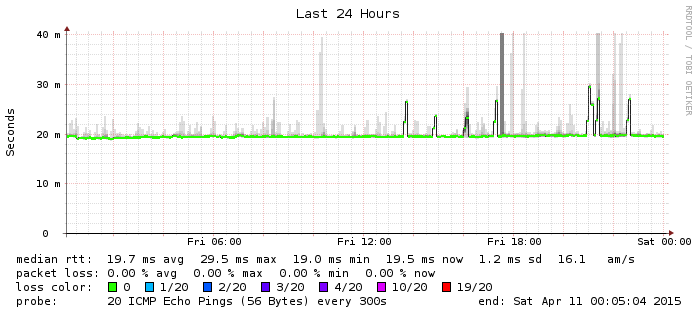 Last 24 Hours
RRDTOOL / TOBI OETIKER
Seconds
40 m
30 m
20 m
10 m
0
Fri 06:00 Fri 12:00 Fri 18:00 Sat 00:00
median rtt: 19.7 ms avg 29.5 ms max 19.0 ms min 19.5 ms now 1.2 ms sd 16.1 am/s
packet loss: 0.00 % avg 0.00 % max 0.00 % min 0.00 % now
loss color: 0 1/20 2/20 3/20 4/20 10/20 19/20
probe: 20 ICMP Echo Pings (56 Bytes) every 300s end: Sat Apr 11 00:05:04 2015